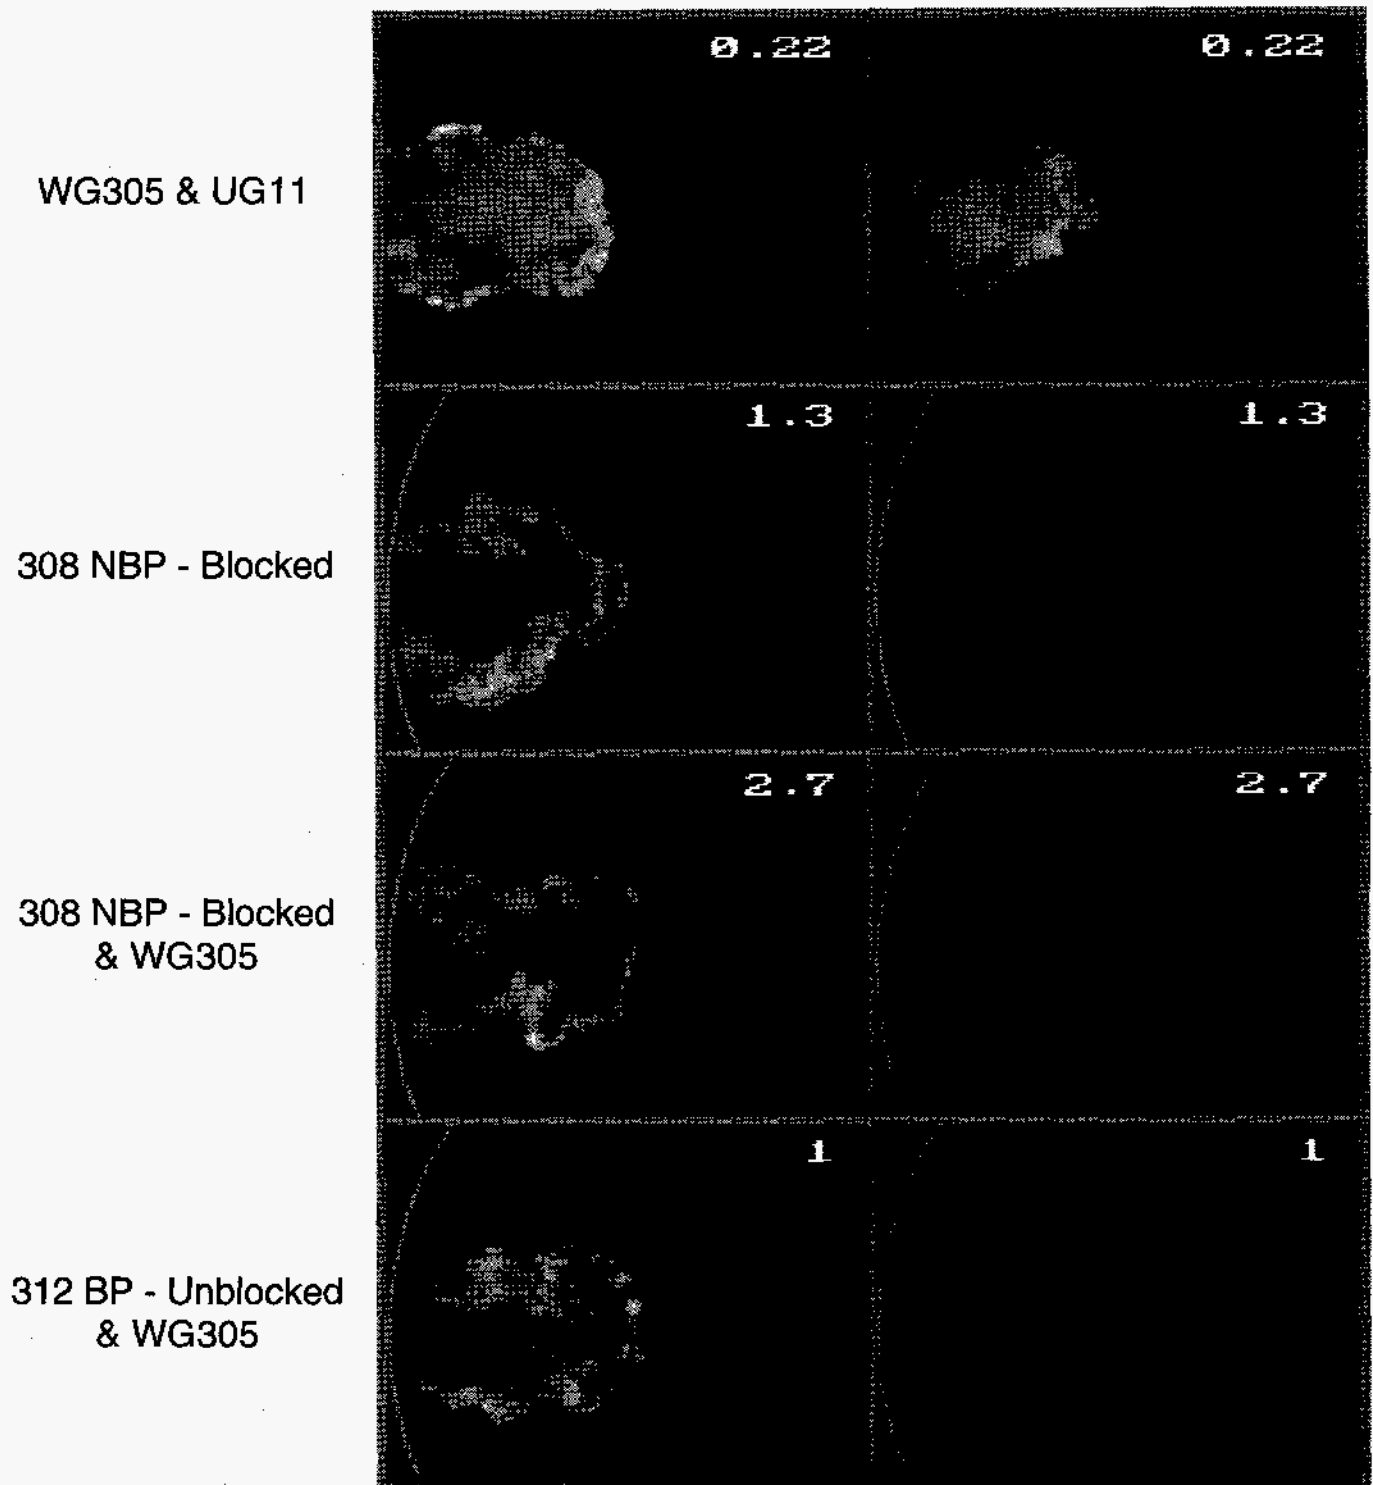 0.22 0.22
WG305 & UG11
1.3 1.3
308 NBP - Blocked
2.7 2.7
308 NBP - Blocked
& WG305
1 1
312 BP - Unblocked
& WG305